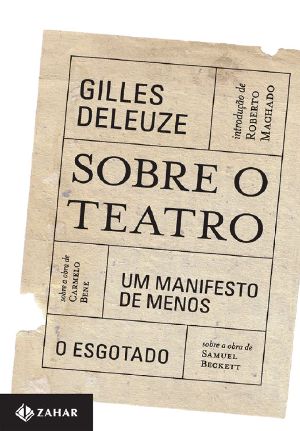 GILLES
DELEUZE
introdução de
ROBERTO
MACHADO
SOBRE O
TEATRO
sobre a obra de
CARMELO
BENE
UM MANIFESTO
DE MENOS
O ESGOTADO
sobre a obra de
SAMUEL
BECKETT
ZAHAR